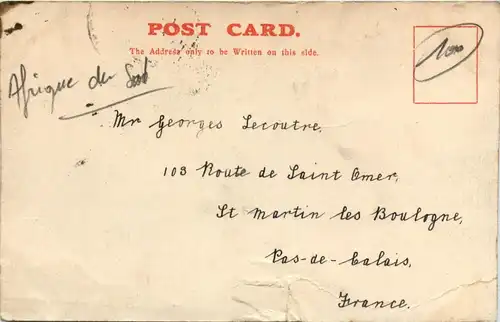 POST CARD.
The Address only to be Written on this side.
100
Afrique du Sud
Mr Georges Lecoutre,
103 Route de Saint Omer,
St Martin les Boulogne,
Pas-de-Calais,
France.